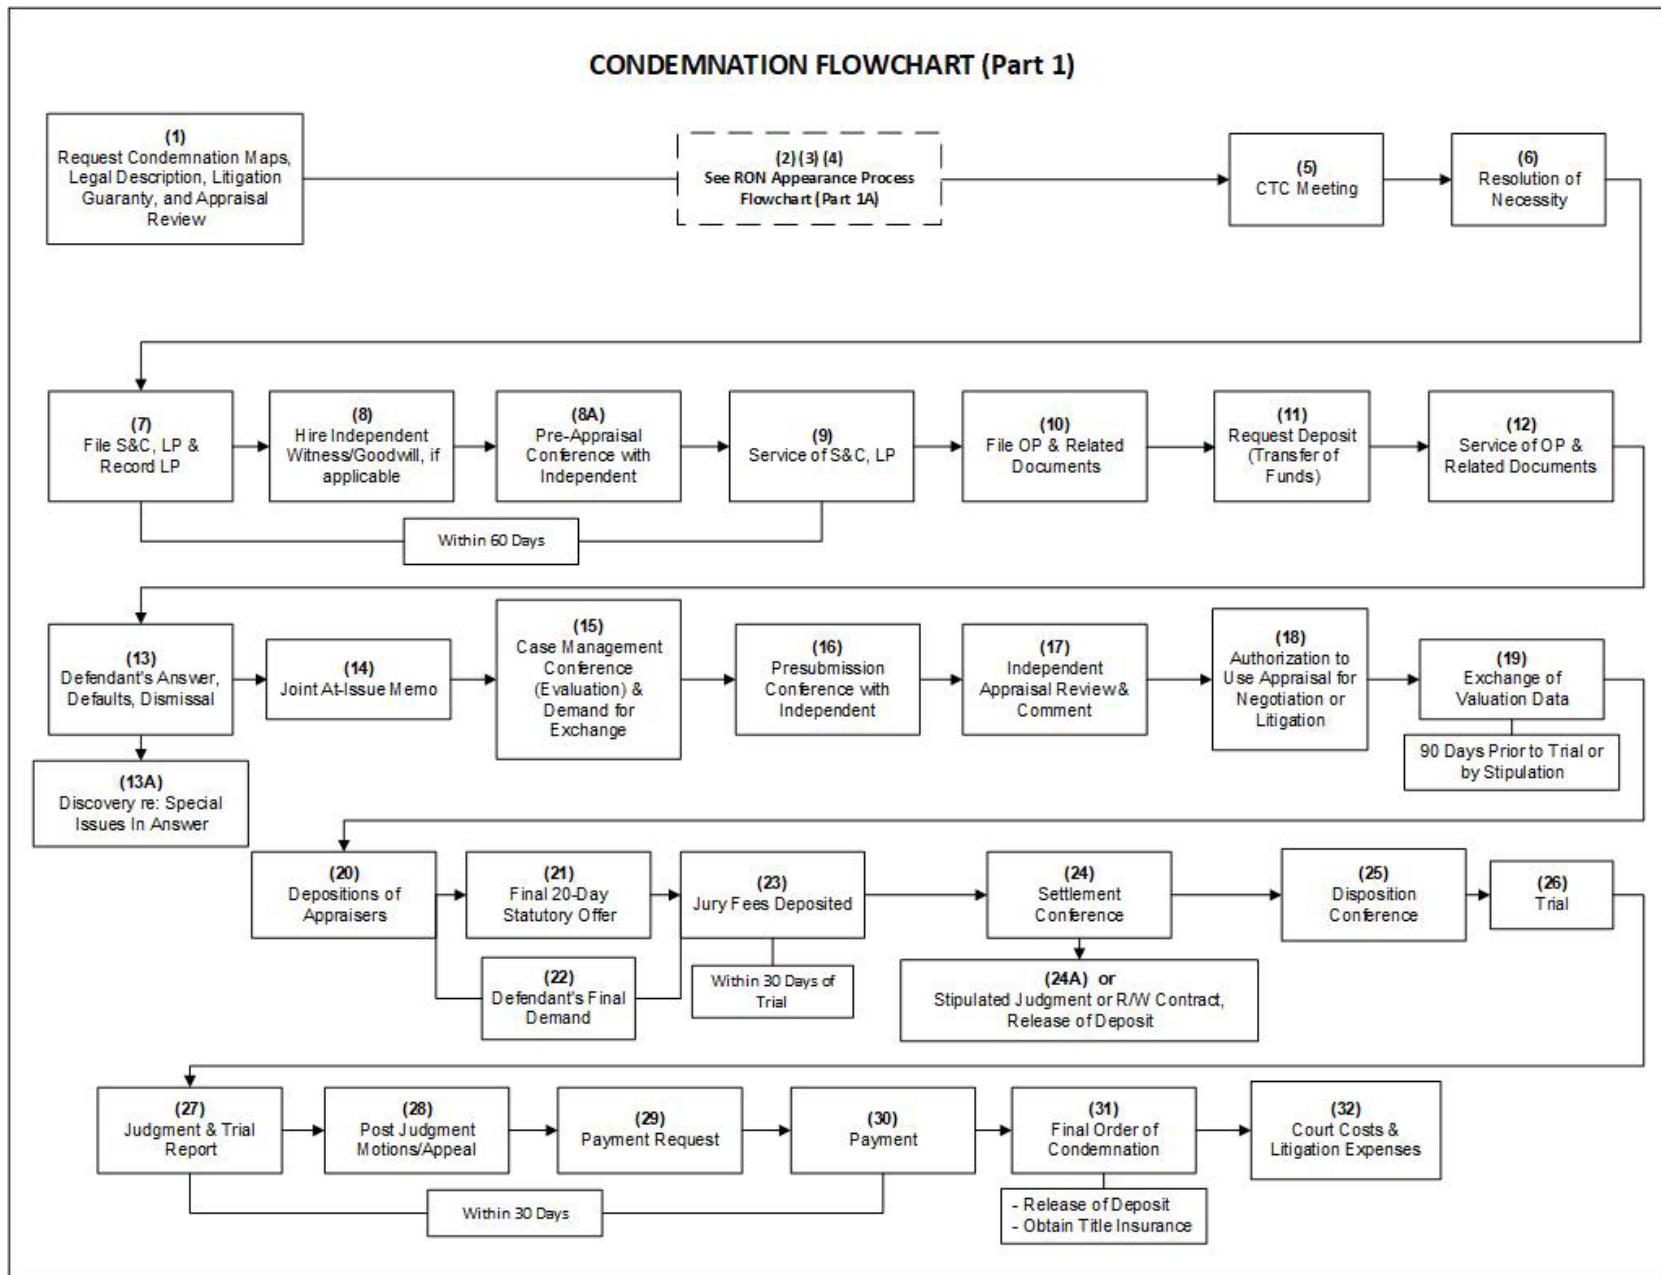 CONDEMNATION FLOWCHART (Part 1)
(1)
Request Condemnation Maps,
Legal Description, Litigation
Guaranty, and Appraisal
Review
(2) (3) (4)
See RON Appearance Process
Flowchart (Part 1A)
(5)
CTC Meeting
(6)
Resolution of
Necessity
(7)
File S&C, LP &
Record LP
(8)
Hire Independent
Witness/Goodwill, if
applicable
(8A)
Pre-Appraisal
Conference with
Independent
(9)
Service of S&C, LP
(10)
File OP & Related
Documents
(11)
Request Deposit
(Transfer of
Funds)
(12)
Service of OP &
Related Documents
Within 60 Days
(13)
Defendant's Answer,
Defaults, Dismissal
(14)
Joint At-Issue Memo
(15)
Case Management
Conference
(Evaluation) &
Demand for
Exchange
(16)
Presubmission
Conference with
Independent
(17)
Independent
Appraisal Review &
Comment
(18)
Authorization to
Use Appraisal for
Negotiation or
Litigation
(19)
Exchange of
Valuation Data
90 Days Prior to Trial or
by Stipulation
(13A)
Discovery re: Special
Issues In Answer
(20)
Depositions of
Appraisers
(21)
Final 20-Day
Statutory Offer
(22)
Defendant's Final
Demand
(23)
Jury Fees Deposited
Within 30 Days of
Trial
(24)
Settlement
Conference
(24A) or
Stipulated Judgment or R/W Contract,
Release of Deposit
(25)
Disposition
Conference
(26)
Trial
(27)
Judgment & Trial
Report
(28)
Post Judgment
Motions/Appeal
(29)
Payment Request
(30)
Payment
(31)
Final Order of
Condemnation
(32)
Court Costs &
Litigation Expenses
Within 30 Days
- Release of Deposit
- Obtain Title Insurance